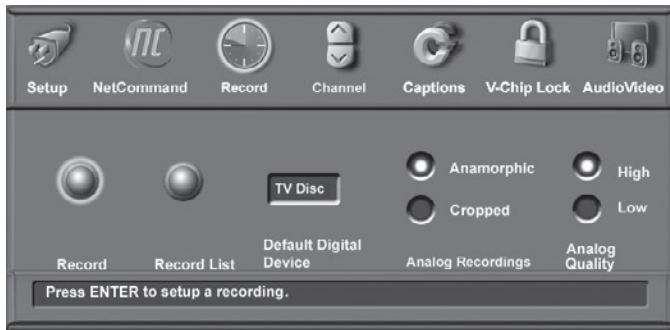 NC
Setup NetCommand Record Channel Captions V-Chip Lock AudioVideo
TV Disc
Anamorphic
Cropped
High
Low
Record
Record List
Default Digital
Device
Analog Recordings
Analog
Quality
Press ENTER to setup a recording.